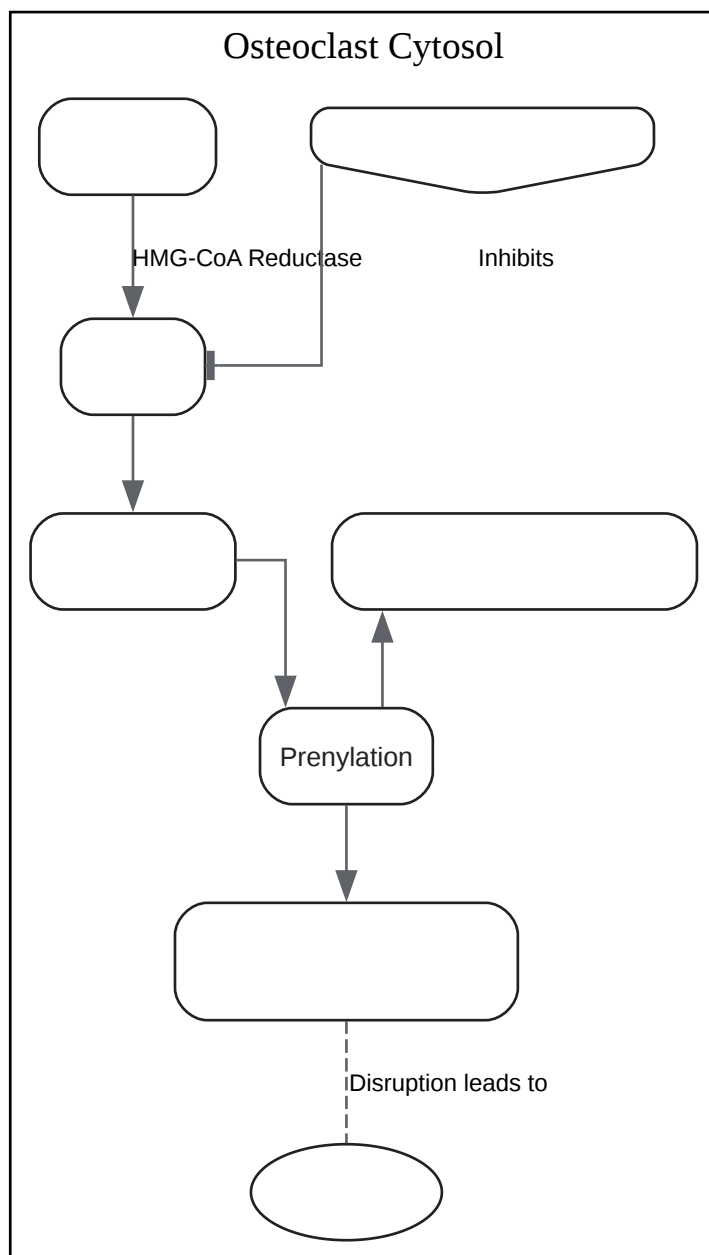 Osteoclast Cytosol
HMG-CoA Reductase
Inhibits
Prenylation
Disruption leads to